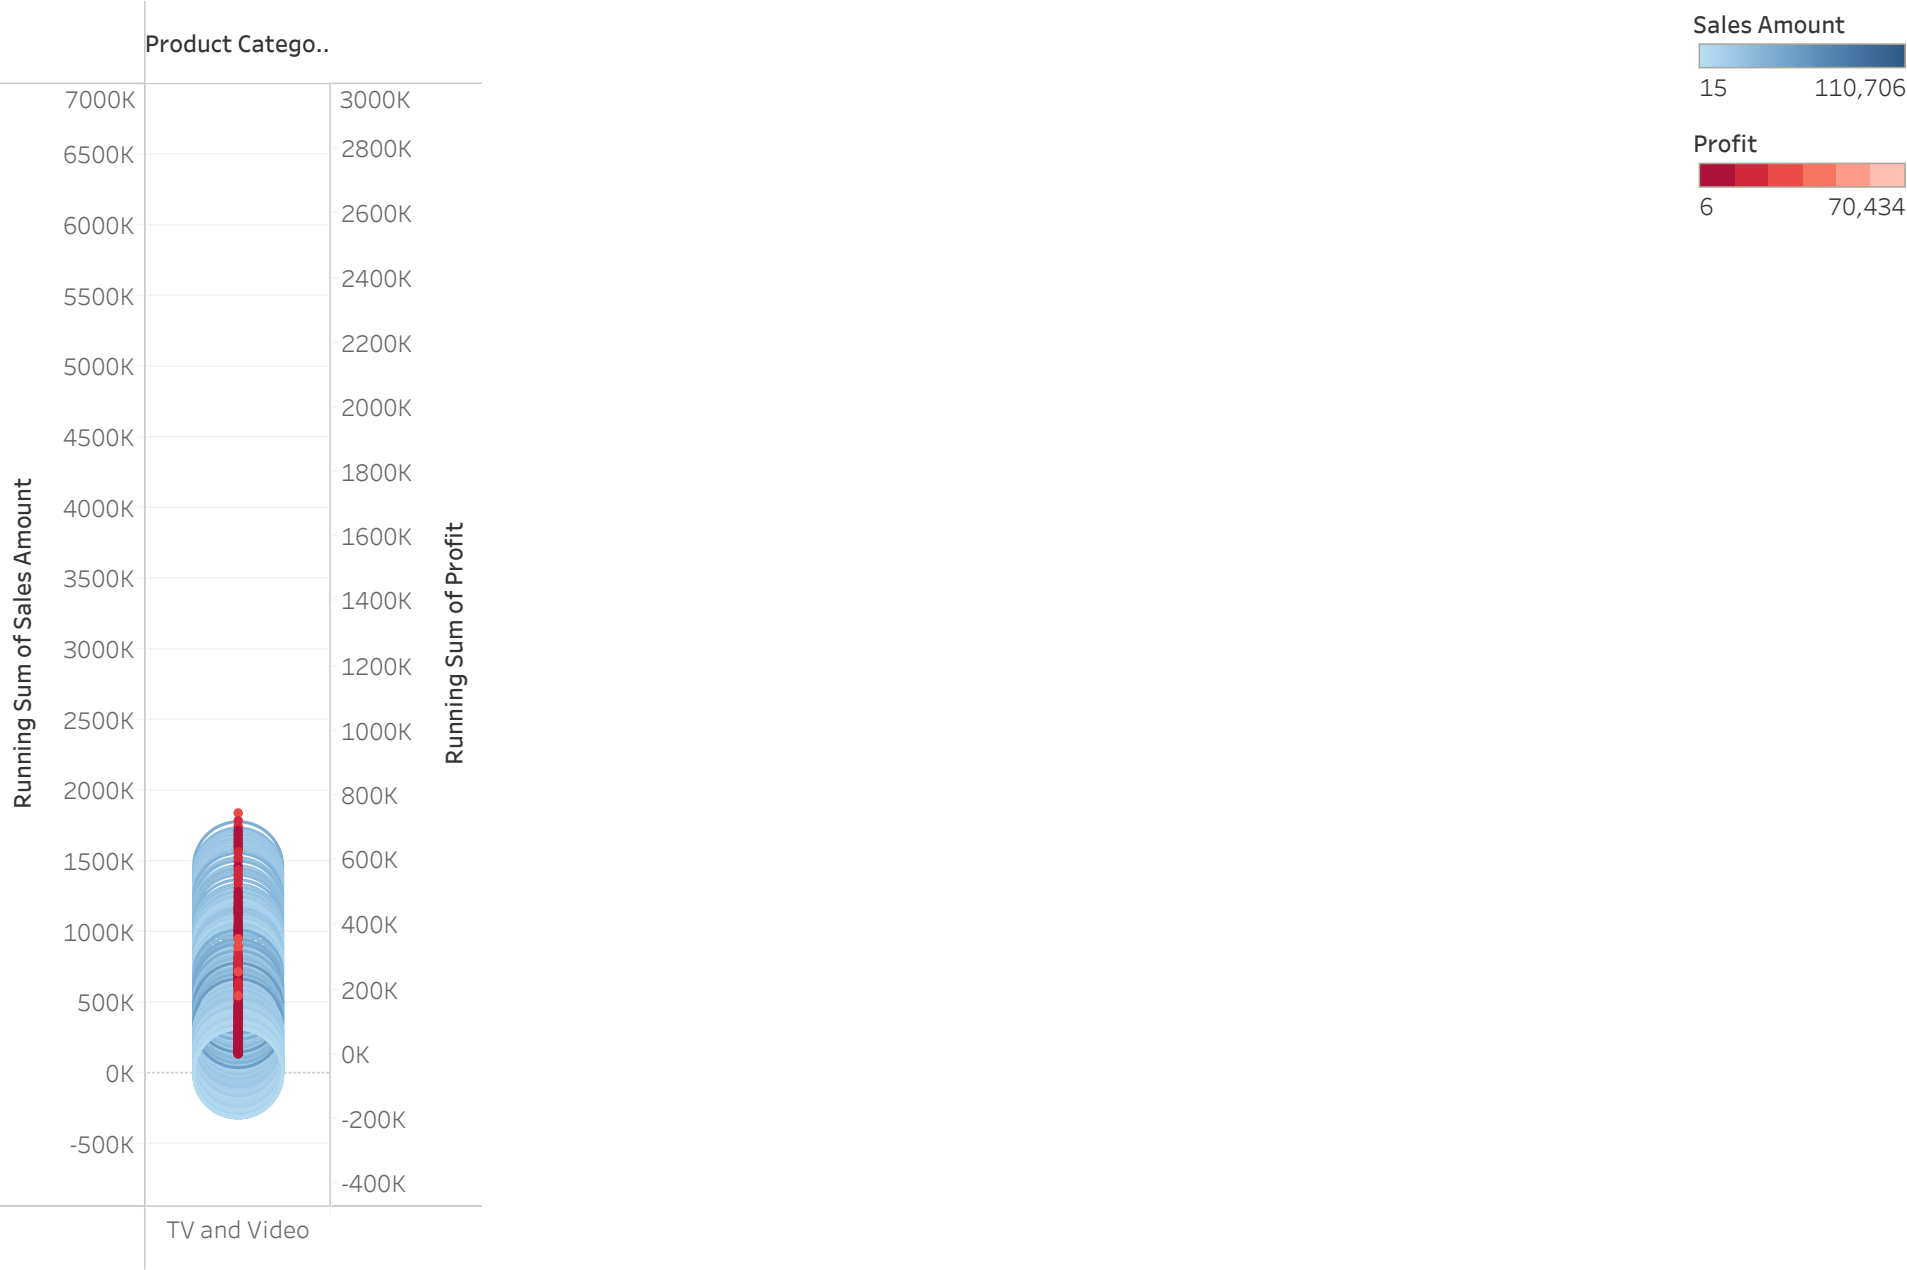 Product Catego..
Sales Amount
15 110,706
Profit
6 70,434
Running Sum of Sales Amount
7000K
6500K
6000K
5500K
5000K
4500K
4000K
3500K
3000K
2500K
2000K
1500K
1000K
500K
0K
-500K
3000K
2800K
2600K
2400K
2200K
2000K
1800K
1600K
1400K
1200K
1000K
800K
600K
400K
200K
0K
-200K
-400K
Running Sum of Profit
TV and Video